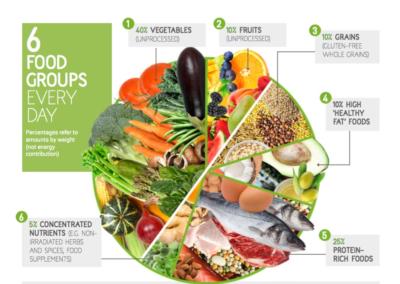 6
FOOD
GROUPS
EVERY
DAY
Percentages refer to
amounts by weight
(not energy
contribution)
1
40% VEGETABLES
(UNPROCESSED)
2
10% FRUITS
(UNPROCESSED)
3
10% GRAINS
(GLUTEN-FREE
WHOLE GRAINS)
4
10% HIGH
'HEALTHY
FAT' FOODS
5
25%
PROTEIN-
RICH FOODS
6
5% CONCENTRATED
NUTRIENTS (E.G. NON-
IRRADIATED HERBS
AND SPICES, FOOD
SUPPLEMENTS)